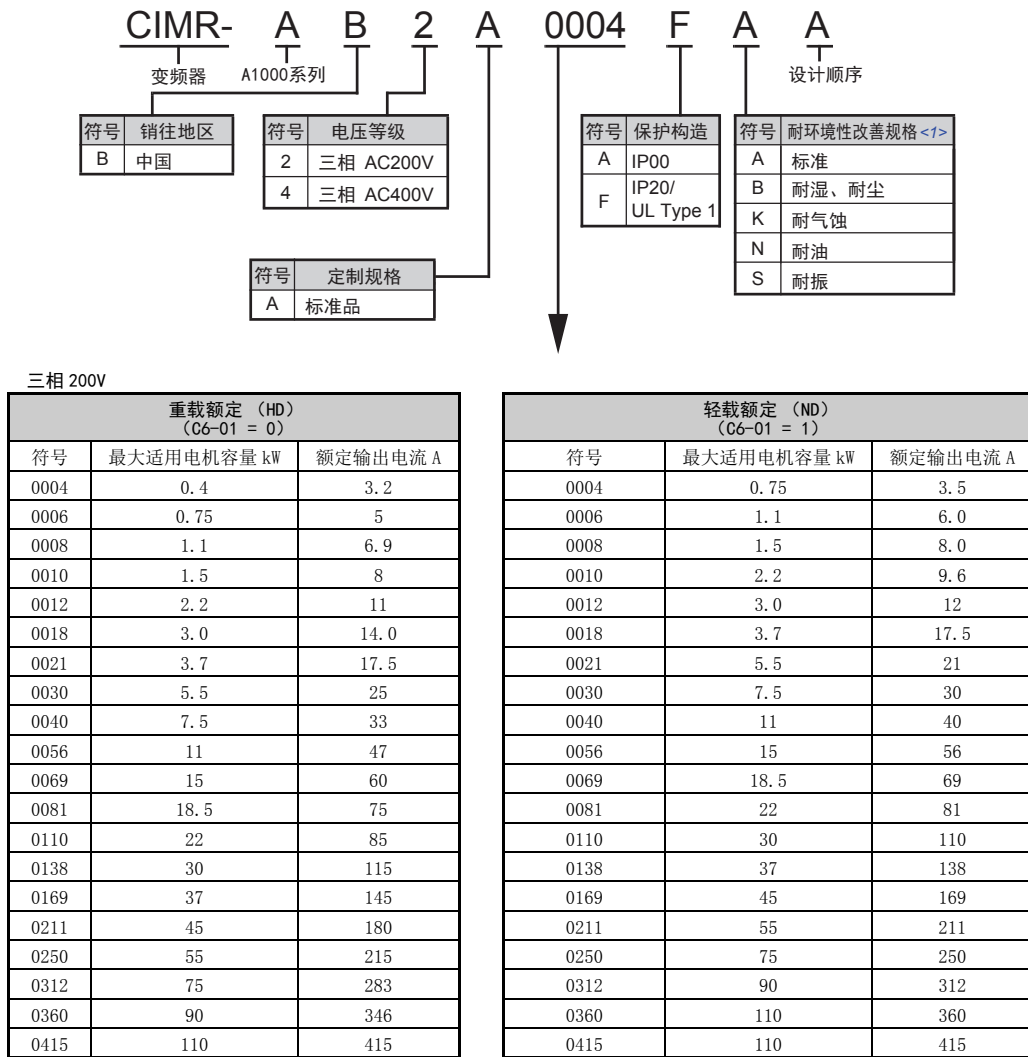 CIMR- A B 2 A 0004 F A A
变频器 A1000系列 设计顺序
符号 销往地区
B 中国
符号 电压等级
2 三相 AC200V
4 三相 AC400V
符号 保护构造
A IP00
F IP20/
UL Type 1
符号 耐环境性改善规格<1>
A 标准
B 耐湿、耐尘
K 耐气蚀
N 耐油
S 耐振
符号 定制规格
A 标准品
三相 200V
重载额定 (HD)
(C6-01 = 0)
符号 最大适用电机容量 kW 额定输出电流 A
0004 0.4 3.2
0006 0.75 5
0008 1.1 6.9
0010 1.5 8
0012 2.2 11
0018 3.0 14.0
0021 3.7 17.5
0030 5.5 25
0040 7.5 33
0056 11 47
0069 15 60
0081 18.5 75
0110 22 85
0138 30 115
0169 37 145
0211 45 180
0250 55 215
0312 75 283
0360 90 346
0415 110 415
轻载额定 (ND)
(C6-01 = 1)
符号 最大适用电机容量 kW 额定输出电流 A
0004 0.75 3.5
0006 1.1 6.0
0008 1.5 8.0
0010 2.2 9.6
0012 3.0 12
0018 3.7 17.5
0021 5.5 21
0030 7.5 30
0040 11 40
0056 15 56
0069 18.5 69
0081 22 81
0110 30 110
0138 37 138
0169 45 169
0211 55 211
0250 75 250
0312 90 312
0360 110 360
0415 110 415